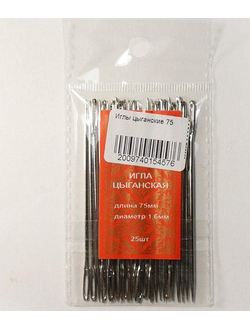 Иглы цыганские 75
2009740154576
ИГЛА
ЦЫГАНСКАЯ
длина 75мм
диаметр 1.6мм
25шт